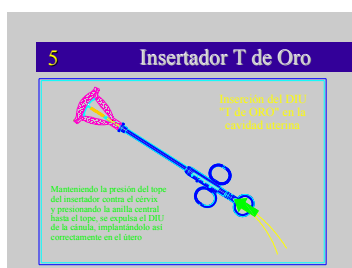 5
Insertador T de Oro
Inserción del DIU
"T de ORO" en la
cavidad uterina
Manteniendo la presión del tope
del insertador contra el cérvix
y presionando la anilla central
hasta el tope, se expulsa el DIU
de la cánula, implantándolo así
correctamente en el útero